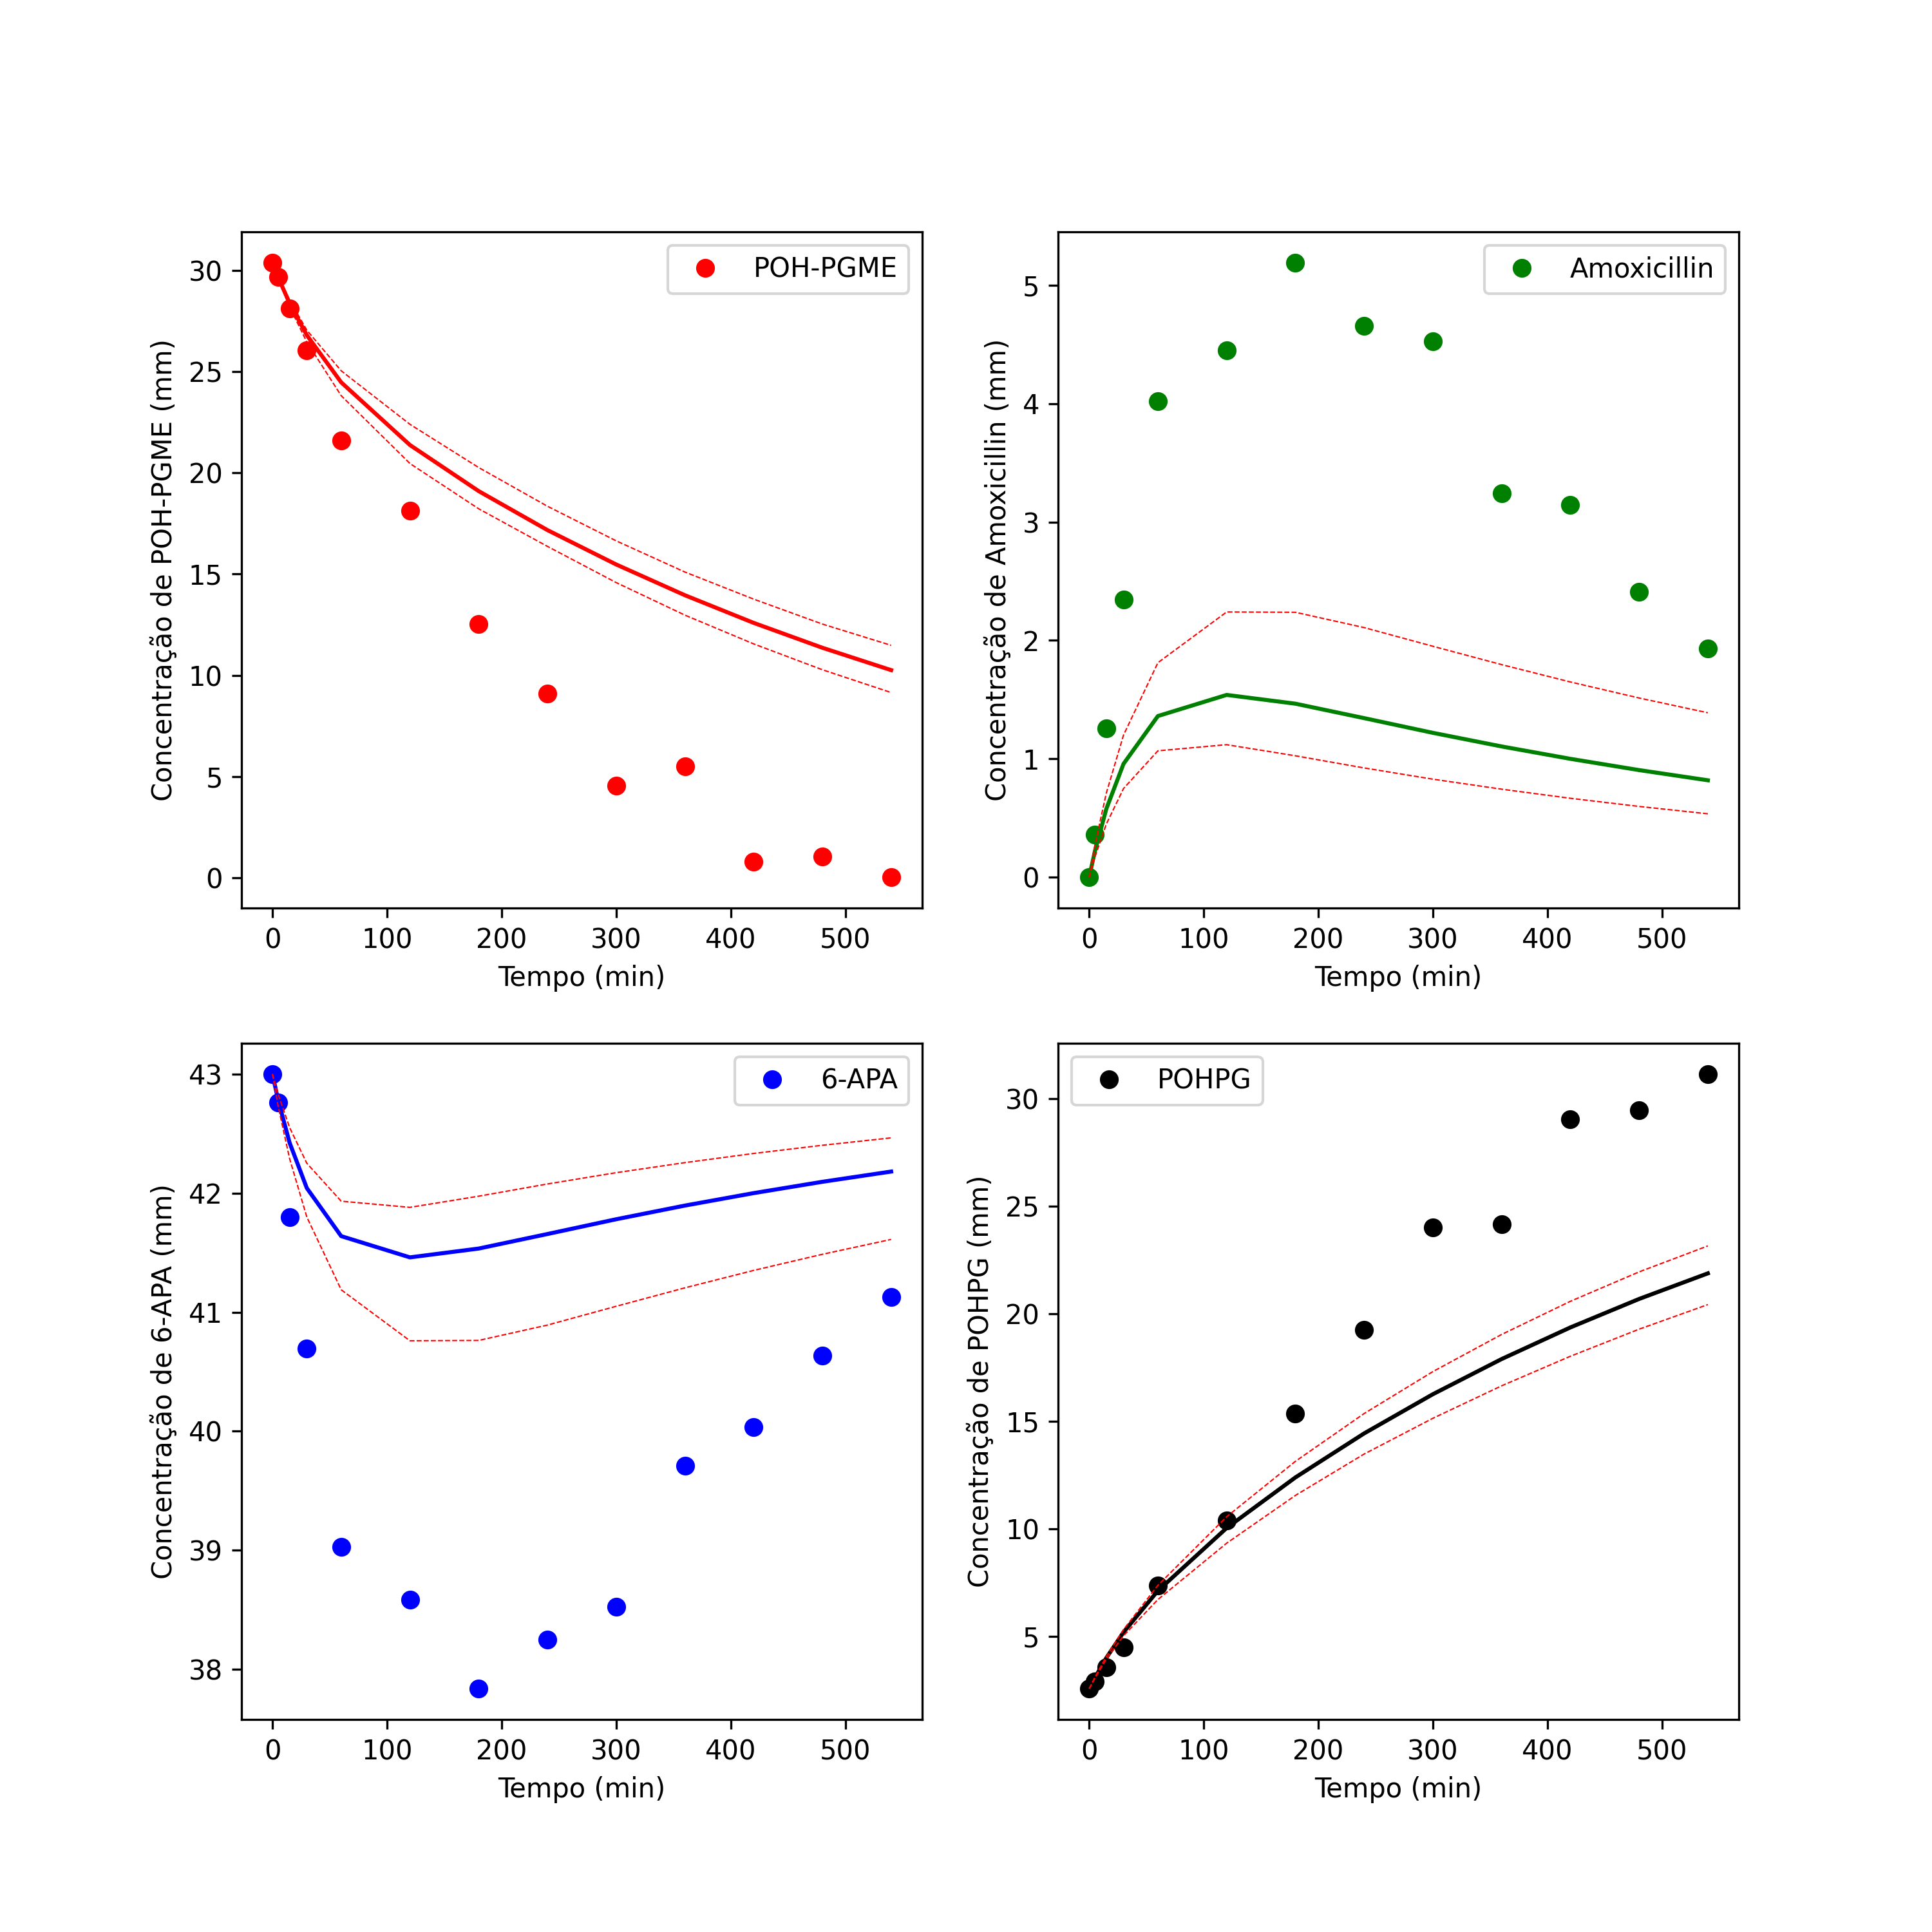 POH-PGME
Concentração de POH-PGME (mm)
30
25
20
15
10
5
0
0 100 200 300 400 500
Tempo (min)
Amoxicillin
Concentração de Amoxicillin (mm)
5
4
3
2
1
0
0 100 200 300 400 500
Tempo (min)
6-APA
Concentração de 6-APA (mm)
43
42
41
40
39
38
0 100 200 300 400 500
Tempo (min)
POHPG
Concentração de POHPG (mm)
30
25
20
15
10
5
0 100 200 300 400 500
Tempo (min)